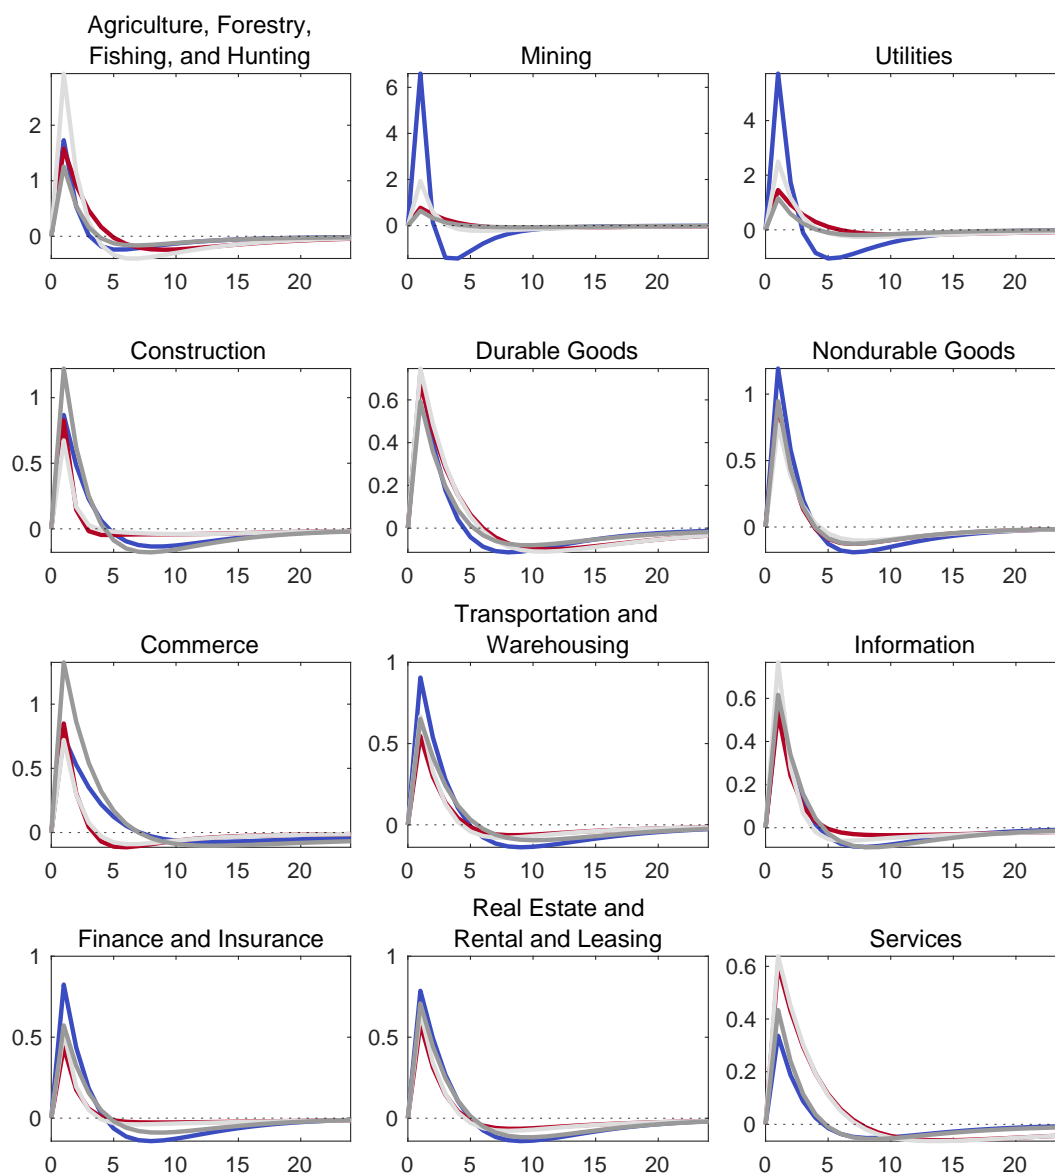 Agriculture, Forestry,
Fishing, and Hunting
Mining
Utilities
2
1
0
0 5 10 15 20
6
4
2
0
0 5 10 15 20
4
2
0
0 5 10 15 20
Construction
Durable Goods
Nondurable Goods
1
0.5
0
0 5 10 15 20
0.6
0.4
0.2
0
0 5 10 15 20
1
0.5
0
0 5 10 15 20
Commerce
Transportation and
Warehousing
Information
1
0.5
0
0 5 10 15 20
1
0.5
0
0 5 10 15 20
0.6
0.4
0.2
0
0 5 10 15 20
Finance and Insurance
Real Estate and
Rental and Leasing
Services
1
0.5
0
0 5 10 15 20
1
0.5
0
0 5 10 15 20
0.6
0.4
0.2
0
0 5 10 15 20